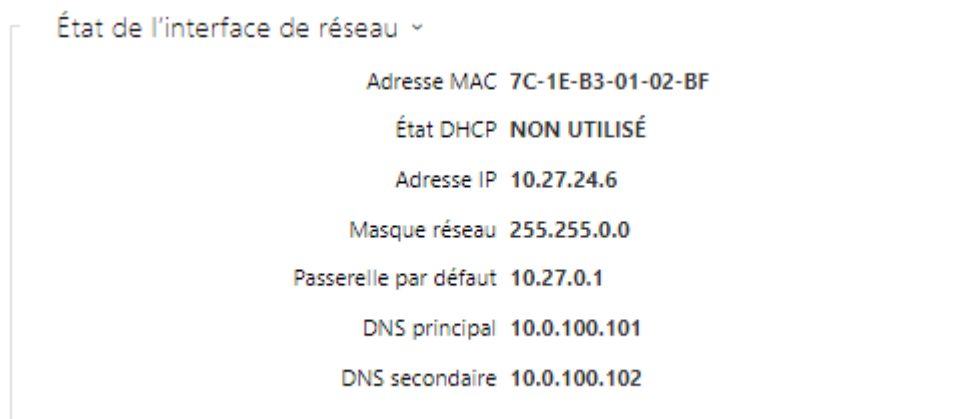 État de l'interface de réseau
Adresse MAC 7C-1E-B3-01-02-BF
État DHCP NON UTILISÉ
Adresse IP 10.27.24.6
Masque réseau 255.255.0.0
Passerelle par défaut 10.27.0.1
DNS principal 10.0.100.101
DNS secondaire 10.0.100.102